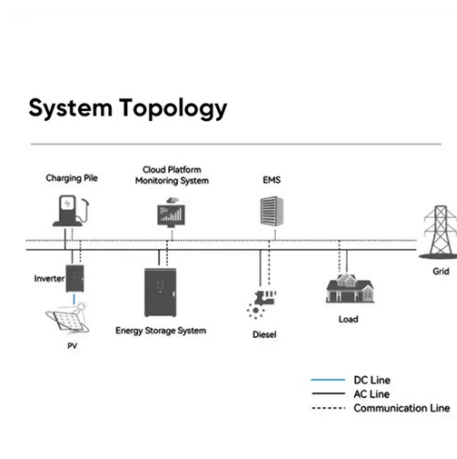 System Topology
Charging Pile
Cloud Platform
Monitoring System
EMS
Grid
Inverter
Energy Storage System
Diesel
Load
PV
DC Line
AC Line
Communication Line